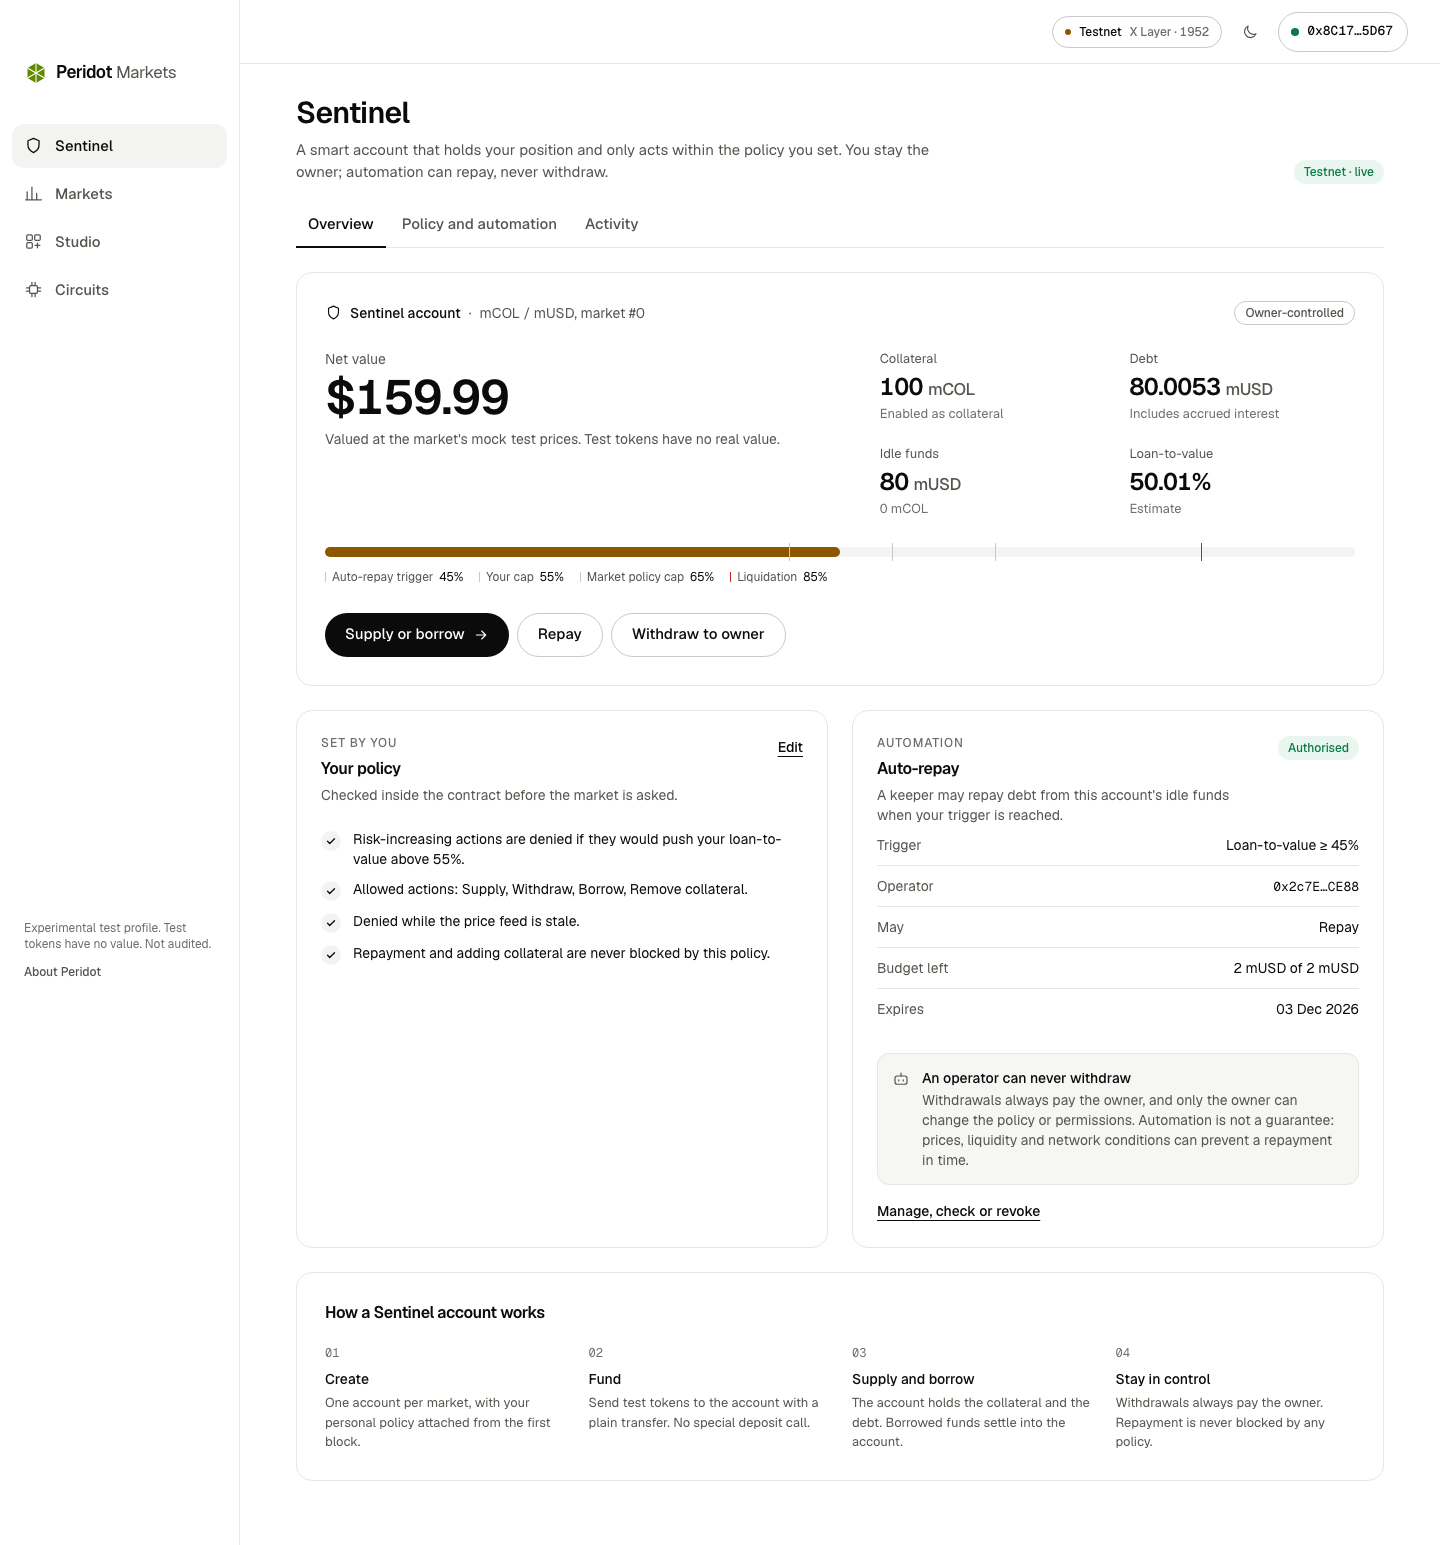 Testnet X Layer · 1952
0x8C17…5D67
Peridot Markets
Sentinel
Markets
Studio
Circuits
Experimental test profile. Test
tokens have no value. Not audited.
About Peridot
Sentinel
A smart account that holds your position and only acts within the policy you set. You stay the
owner; automation can repay, never withdraw.
Testnet · live
Overview
Policy and automation
Activity
Sentinel account · mCOL / mUSD, market #0
Owner-controlled
Net value
$159.99
Valued at the market's mock test prices. Test tokens have no real value.
Collateral
100 mCOL
Enabled as collateral
Debt
80.0053 mUSD
Includes accrued interest
Idle funds
80 mUSD
0 mCOL
Loan-to-value
50.01%
Estimate
Auto-repay trigger 45%
Your cap 55%
Market policy cap 65%
Liquidation 85%
Supply or borrow →
Repay
Withdraw to owner
SET BY YOU
Edit
Your policy
Checked inside the contract before the market is asked.
Risk-increasing actions are denied if they would push your loan-to-
value above 55%.
Allowed actions: Supply, Withdraw, Borrow, Remove collateral.
Denied while the price feed is stale.
Repayment and adding collateral are never blocked by this policy.
AUTOMATION
Authorised
Auto-repay
A keeper may repay debt from this account's idle funds
when your trigger is reached.
Trigger Loan-to-value ≥ 45%
Operator 0x2c7E…CE88
May Repay
Budget left 2 mUSD of 2 mUSD
Expires 03 Dec 2026
An operator can never withdraw
Withdrawals always pay the owner, and only the owner can
change the policy or permissions. Automation is not a guarantee:
prices, liquidity and network conditions can prevent a repayment
in time.
Manage, check or revoke
How a Sentinel account works
01
Create
One account per market, with your
personal policy attached from the first
block.
02
Fund
Send test tokens to the account with a
plain transfer. No special deposit call.
03
Supply and borrow
The account holds the collateral and the
debt. Borrowed funds settle into the
account.
04
Stay in control
Withdrawals always pay the owner.
Repayment is never blocked by any
policy.